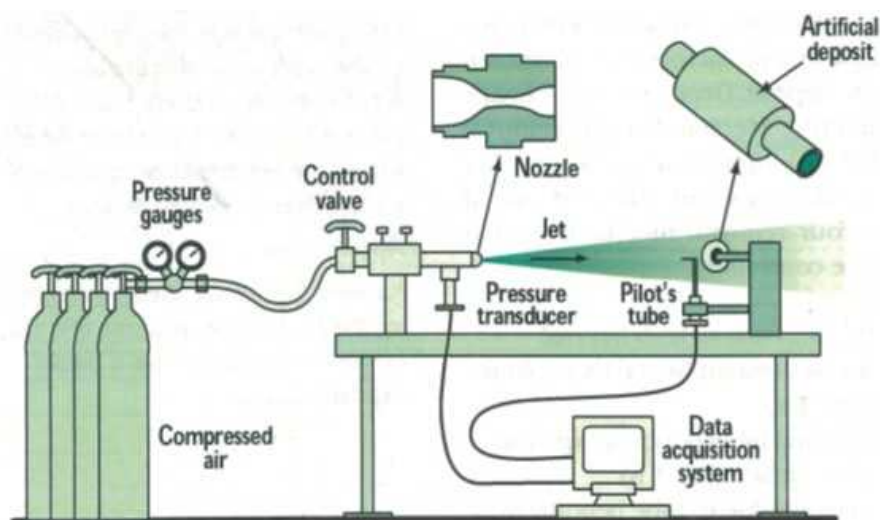 Artificial
deposit
Nozzle
Control
valve
Pressure
gauges
Jet
Pressure
transducer
Pilot's
tube
Compressed
air
Data
acquisition
system